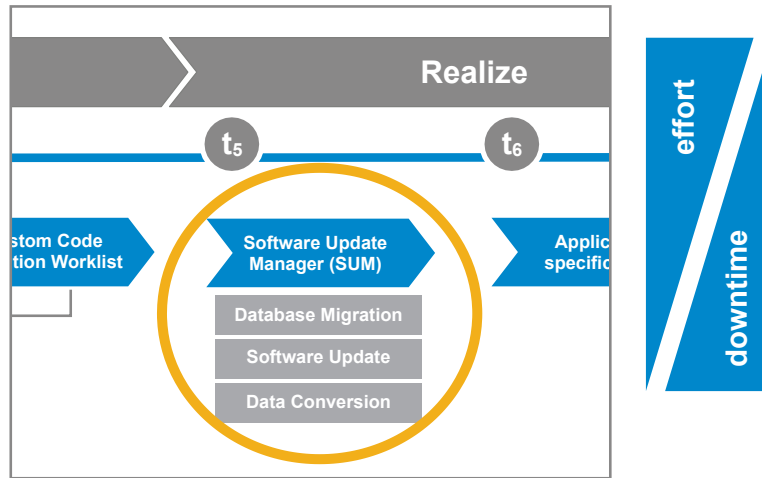 Realize
t5
t6
stom Code
tion Worklist
Software Update
Manager (SUM)
Applic
specific
Database Migration
Software Update
Data Conversion
effort
downtime